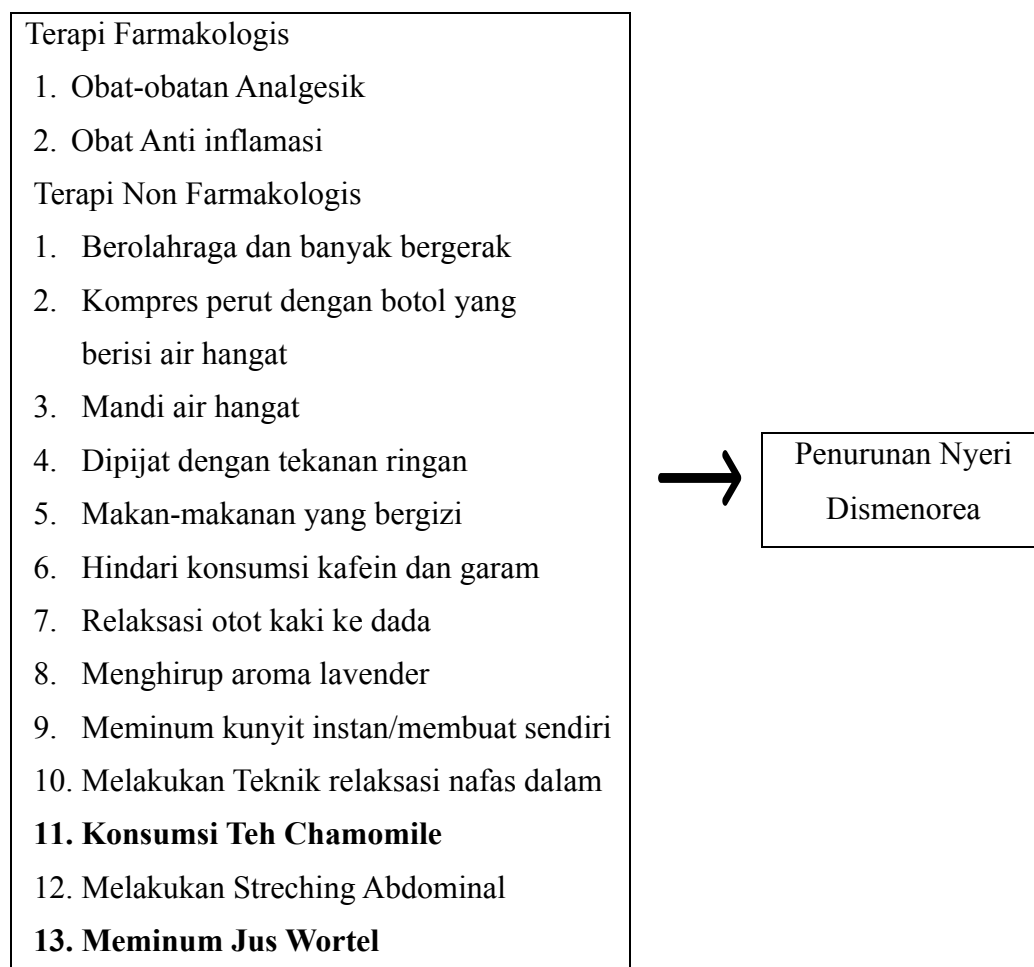 Terapi Farmakologis
1. Obat-obatan Analgesik
2. Obat Anti inflamasi
Terapi Non Farmakologis
1. Berolahraga dan banyak bergerak
2. Kompres perut dengan botol yang
berisi air hangat
3. Mandi air hangat
4. Dipijat dengan tekanan ringan
5. Makan-makanan yang bergizi
6. Hindari konsumsi kafein dan garam
7. Relaksasi otot kaki ke dada
8. Menghirup aroma lavender
9. Meminum kunyit instan/membuat sendiri
10. Melakukan Teknik relaksasi nafas dalam
11. Konsumsi Teh Chamomile
12. Melakukan Streching Abdominal
13. Meminum Jus Wortel
Penurunan Nyeri
Dismenorea